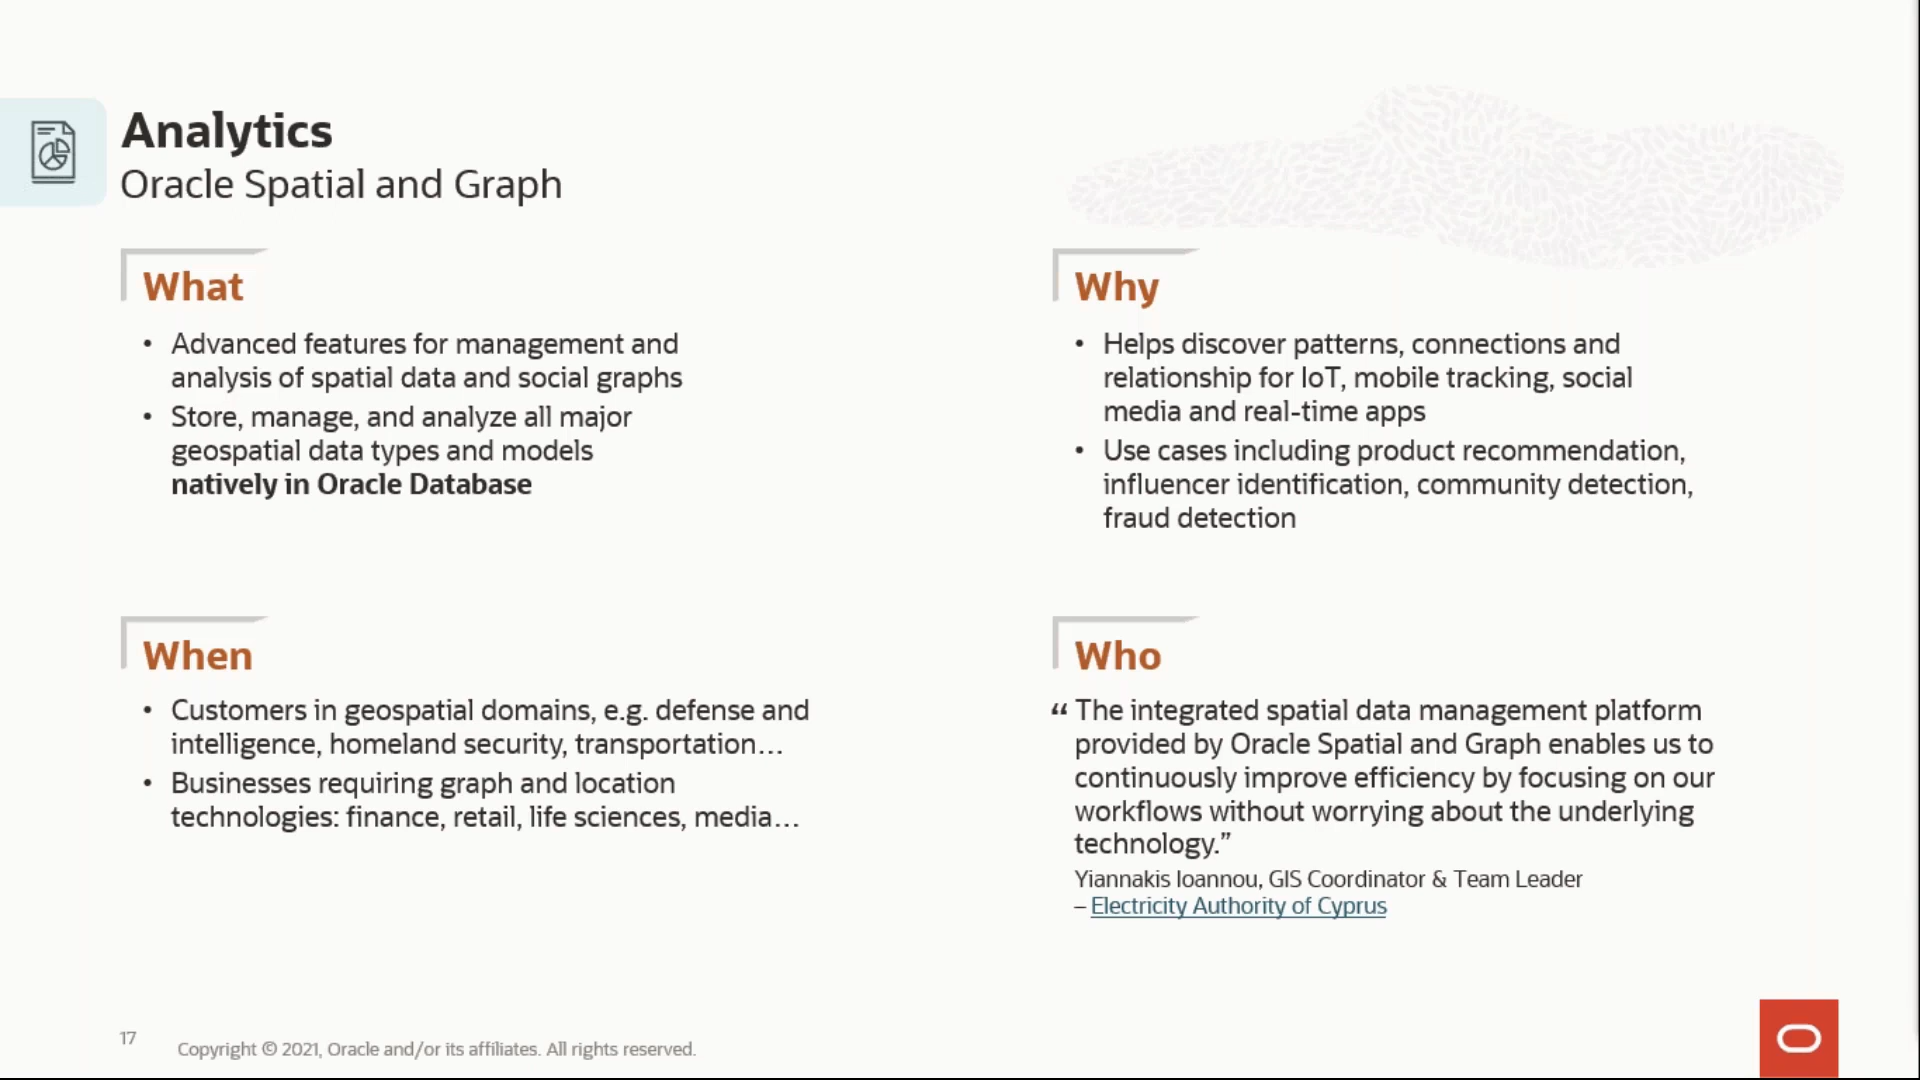 Analytics
Oracle Spatial and Graph
What
• Advanced features for management and
analysis of spatial data and social graphs
• Store, manage, and analyze all major
geospatial data types and models
natively in Oracle Database
Why
• Helps discover patterns, connections and
relationship for IoT, mobile tracking, social
media and real-time apps
• Use cases including product recommendation,
influencer identification, community detection,
fraud detection
When
• Customers in geospatial domains, e.g. defense and
intelligence, homeland security, transportation…
• Businesses requiring graph and location
technologies: finance, retail, life sciences, media…
Who
“ The integrated spatial data management platform
provided by Oracle Spatial and Graph enables us to
continuously improve efficiency by focusing on our
workflows without worrying about the underlying
technology.”
Yiannakis Ioannou, GIS Coordinator & Team Leader
– Electricity Authority of Cyprus
17
Copyright © 2021, Oracle and/or its affiliates. All rights reserved.